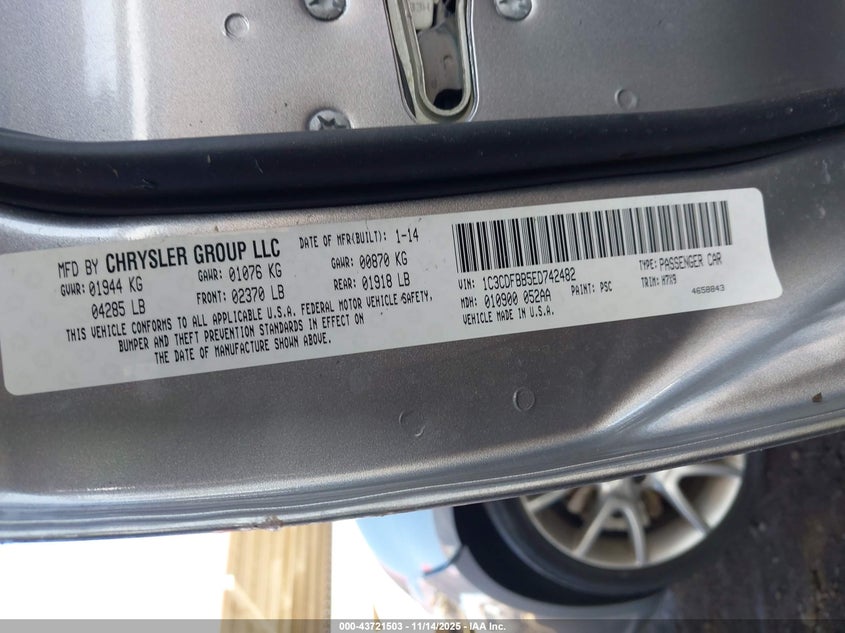 MFD BY CHRYSLER GROUP LLC
DATE OF MFR(BUILT): 1-14
GVWR: 01944 KG
GAWR: 01076 KG
GAWR: 00870 KG
04285 LB
FRONT: 02370 LB
REAR: 01918 LB
THIS VEHICLE CONFORMS TO ALL APPLICABLE U.S.A. FEDERAL MOTOR VEHICLE SAFETY,
BUMPER AND THEFT PREVENTION STANDARDS IN EFFECT ON
THE DATE OF MANUFACTURE SHOWN ABOVE.
VIN: 1C3CDFBB5ED742482
TYPE: PASSENGER CAR
MDH: 010900 052AA
PAINT: PSC
TRIM: H7X9
VEHICLE MADE IN U.S.A.
4658843
000-43721503 - 11/14/2025 - IAA Inc.